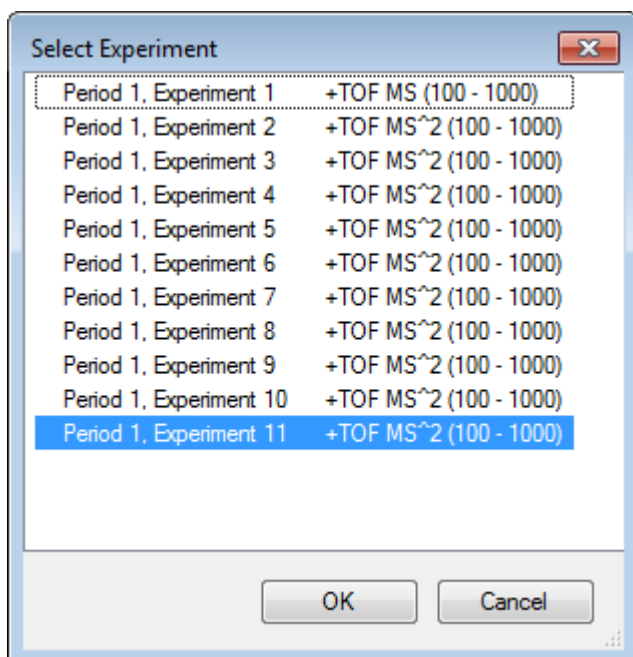 Select Experiment
Period 1, Experiment 1 +TOF MS (100 - 1000)
Period 1, Experiment 2 +TOF MS^2 (100 - 1000)
Period 1, Experiment 3 +TOF MS^2 (100 - 1000)
Period 1, Experiment 4 +TOF MS^2 (100 - 1000)
Period 1, Experiment 5 +TOF MS^2 (100 - 1000)
Period 1, Experiment 6 +TOF MS^2 (100 - 1000)
Period 1, Experiment 7 +TOF MS^2 (100 - 1000)
Period 1, Experiment 8 +TOF MS^2 (100 - 1000)
Period 1, Experiment 9 +TOF MS^2 (100 - 1000)
Period 1, Experiment 10 +TOF MS^2 (100 - 1000)
Period 1, Experiment 11 +TOF MS^2 (100 - 1000)
OK Cancel